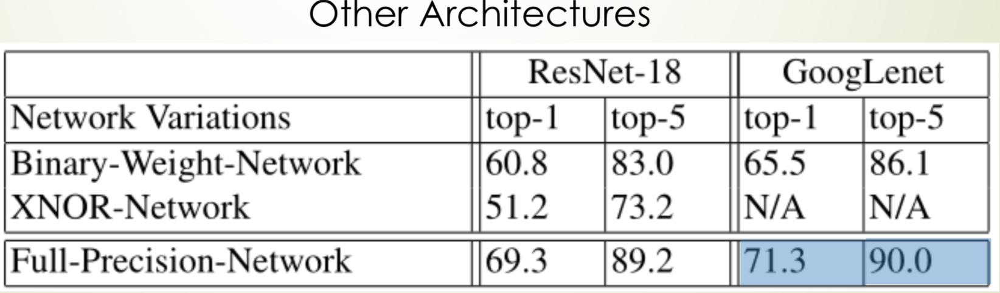 Other Architectures
ResNet-18 GoogLenet
Network Variations top-1 top-5 top-1 top-5
Binary-Weight-Network 60.8 83.0 65.5 86.1
XNOR-Network 51.2 73.2 N/A N/A
Full-Precision-Network 69.3 89.2 71.3 90.0